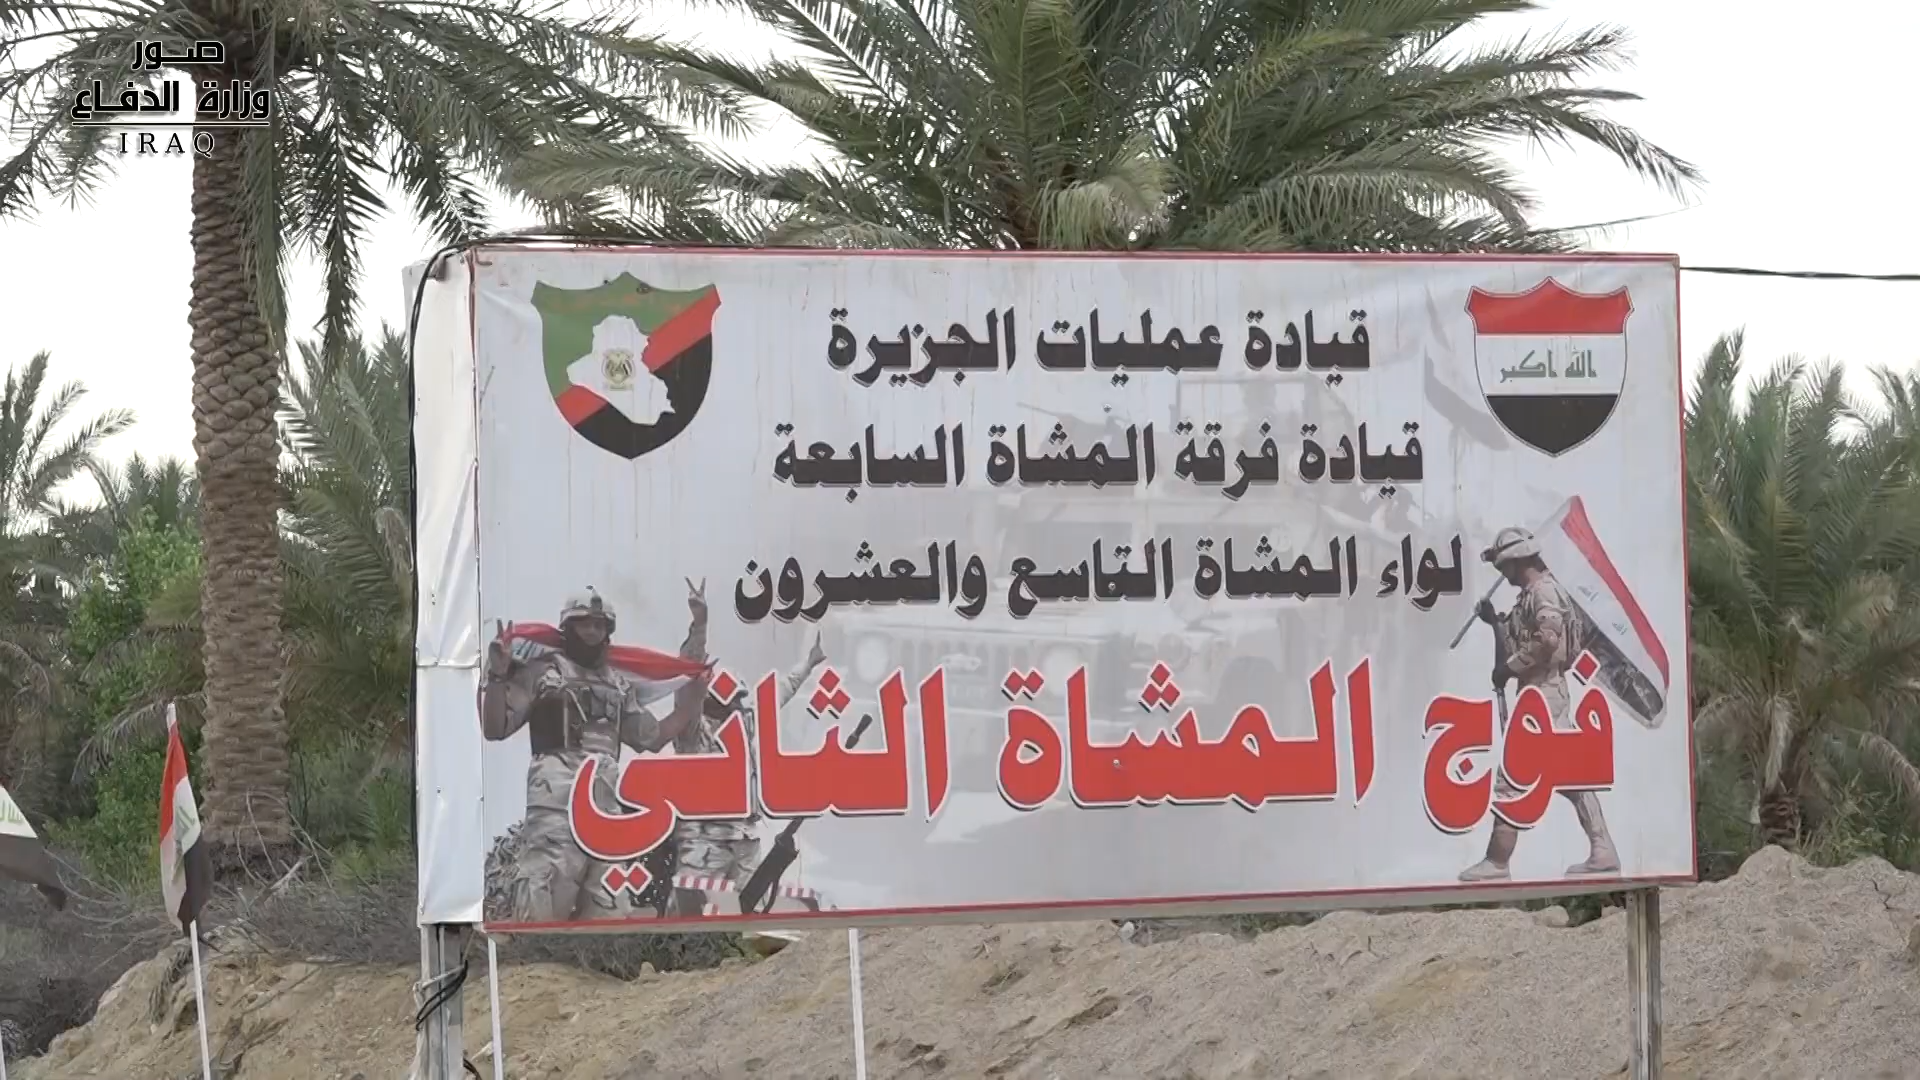 صور
وزارة الدفاع
IRAQ
قيادة عمليات الجزيرة
الله اكبر
قيادة فرقة المشاة السابعة
لواء المشاة التاسع والعشرون
فوج المشاة الثاني